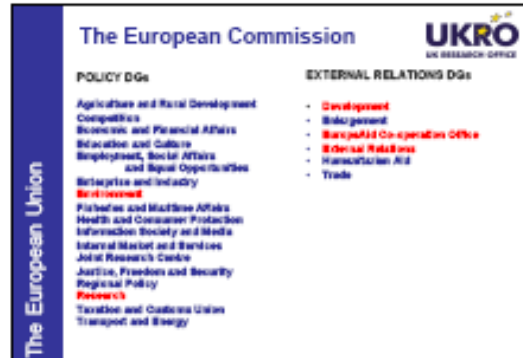 The European Commission
UKRO
UK RESEARCH OFFICE
POLICY DGs
Agriculture and Rural Development
Competition
Economic and Financial Affairs
Education and Culture
Employment, Social Affairs
and Equal Opportunities
Enterprise and Industry
Environment
Fisheries and Maritime Affairs
Health and Consumer Protection
Information Society and Media
Internal Market and Services
Joint Research Centre
Justice, Freedom and Security
Regional Policy
Research
Taxation and Customs Union
Transport and Energy
EXTERNAL RELATIONS DGs
• Development
• Enlargement
• EuropeAid Co-operation Office
• External Relations
• Humanitarian Aid
• Trade
The European Union